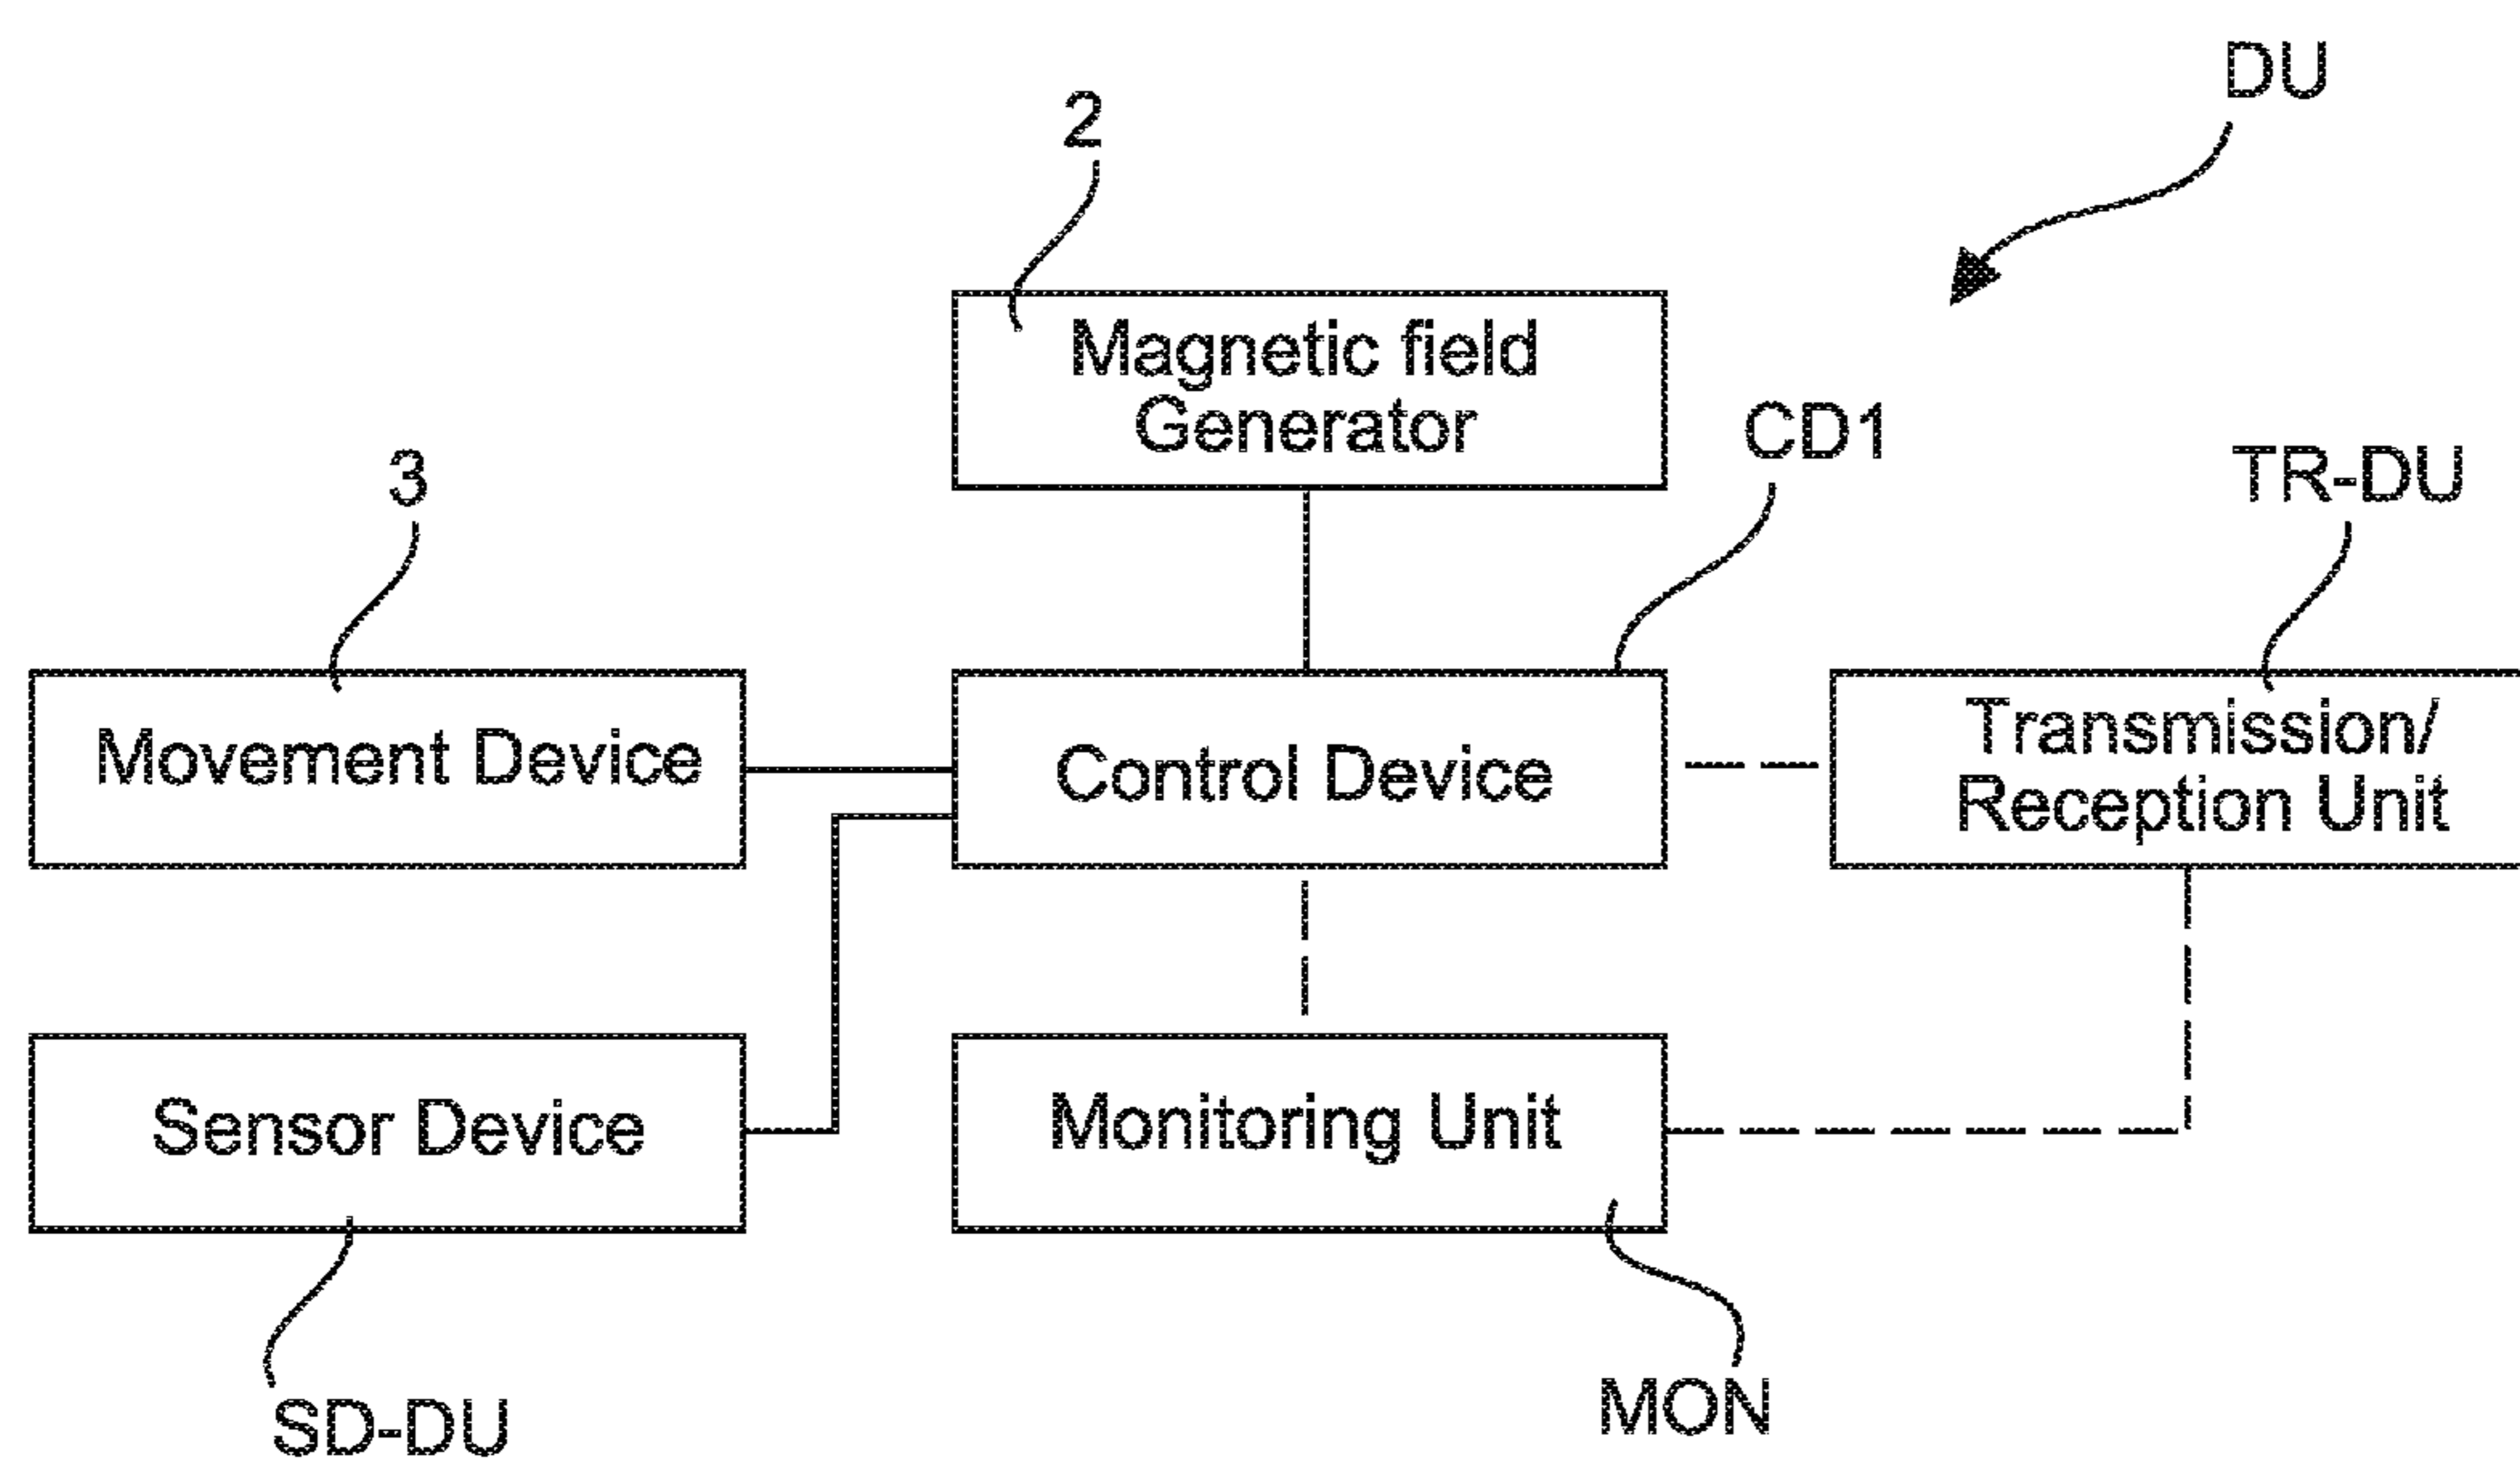 DU
2
Magnetic field
Generator
CD1
3
TR-DU
Movement Device
Control Device
Transmission/
Reception Unit
Sensor Device
Monitoring Unit
SD-DU
MON